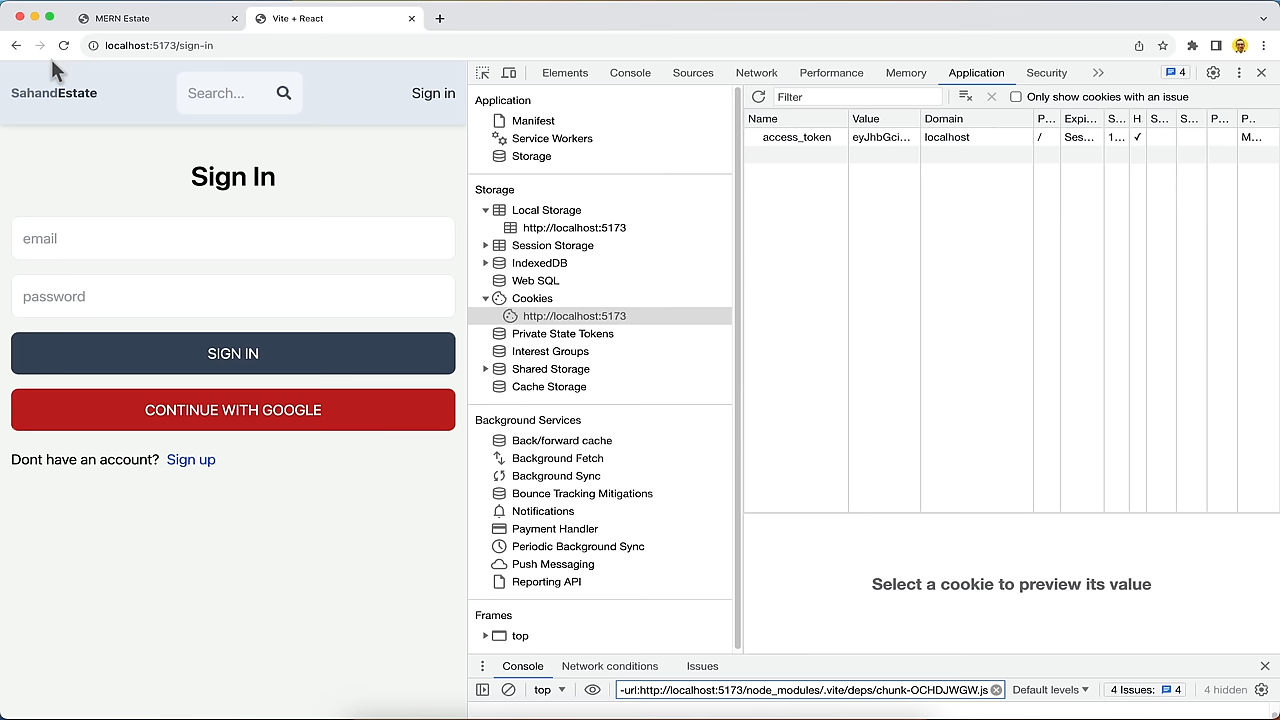 MERN Estate
Vite + React
localhost:5173/sign-in
SahandEstate
Search...
Sign in
Sign In
email
password
SIGN IN
CONTINUE WITH GOOGLE
Dont have an account? Sign up
Elements Console Sources Network Performance Memory Application Security 4
Application
Manifest
Service Workers
Storage
Storage
Local Storage
http://localhost:5173
Session Storage
IndexedDB
Web SQL
Cookies
http://localhost:5173
Private State Tokens
Interest Groups
Shared Storage
Cache Storage
Background Services
Back/forward cache
Background Fetch
Background Sync
Bounce Tracking Mitigations
Notifications
Payment Handler
Periodic Background Sync
Push Messaging
Reporting API
Frames
top
Filter
Only show cookies with an issue
Name Value Domain P... Expi... S... H S... S... P... P..
access_token eyJhbGci... localhost / Ses... 1... ✓ M...
Select a cookie to preview its value
Console Network conditions Issues
top -url:http://localhost:5173/node_modules/.vite/deps/chunk-OCHDJWGW.js Default levels 4 Issues: 4 4 hidden